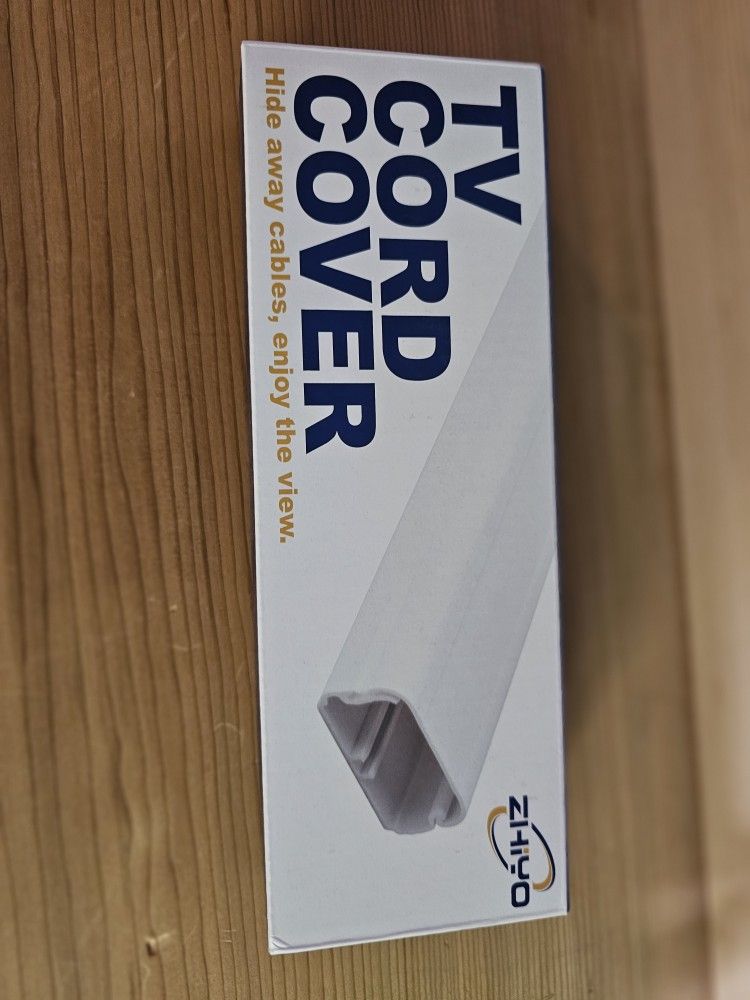 TV
CORD
COVER
Hide away cables, enjoy the view.
ZHIYO